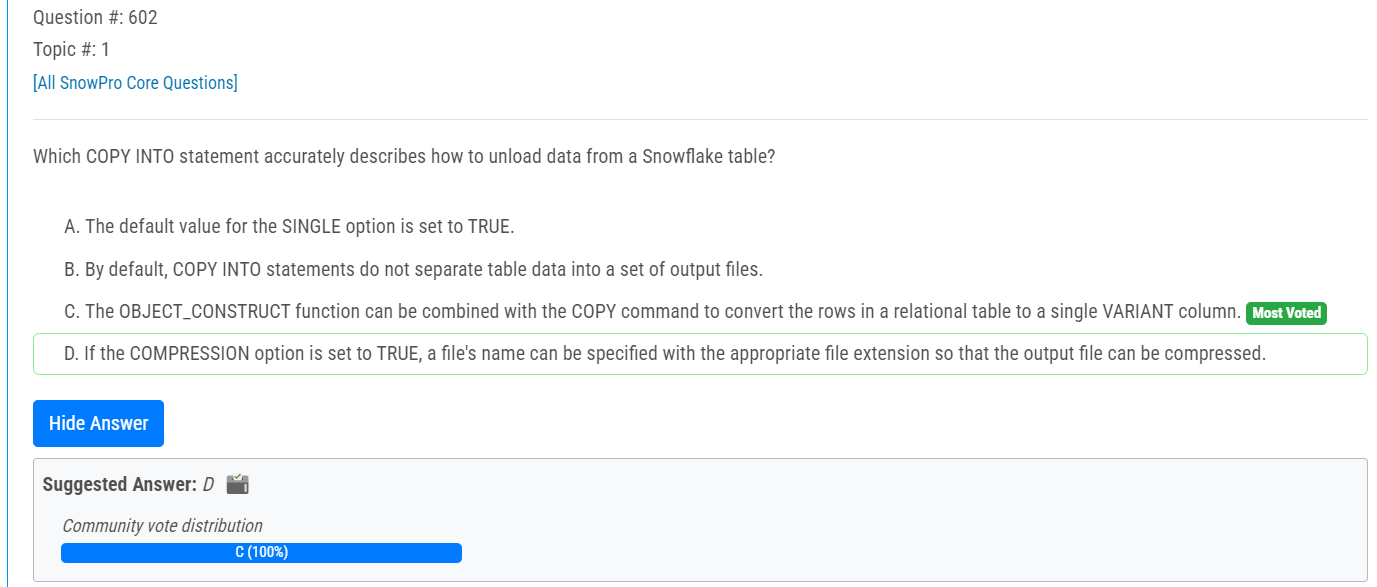 Question #: 602
Topic #: 1
[All SnowPro Core Questions]
Which COPY INTO statement accurately describes how to unload data from a Snowflake table?
A. The default value for the SINGLE option is set to TRUE.
B. By default, COPY INTO statements do not separate table data into a set of output files.
C. The OBJECT_CONSTRUCT function can be combined with the COPY command to convert the rows in a relational table to a single VARIANT column. Most Voted
D. If the COMPRESSION option is set to TRUE, a file's name can be specified with the appropriate file extension so that the output file can be compressed.
Hide Answer
Suggested Answer: D
Community vote distribution
C (100%)